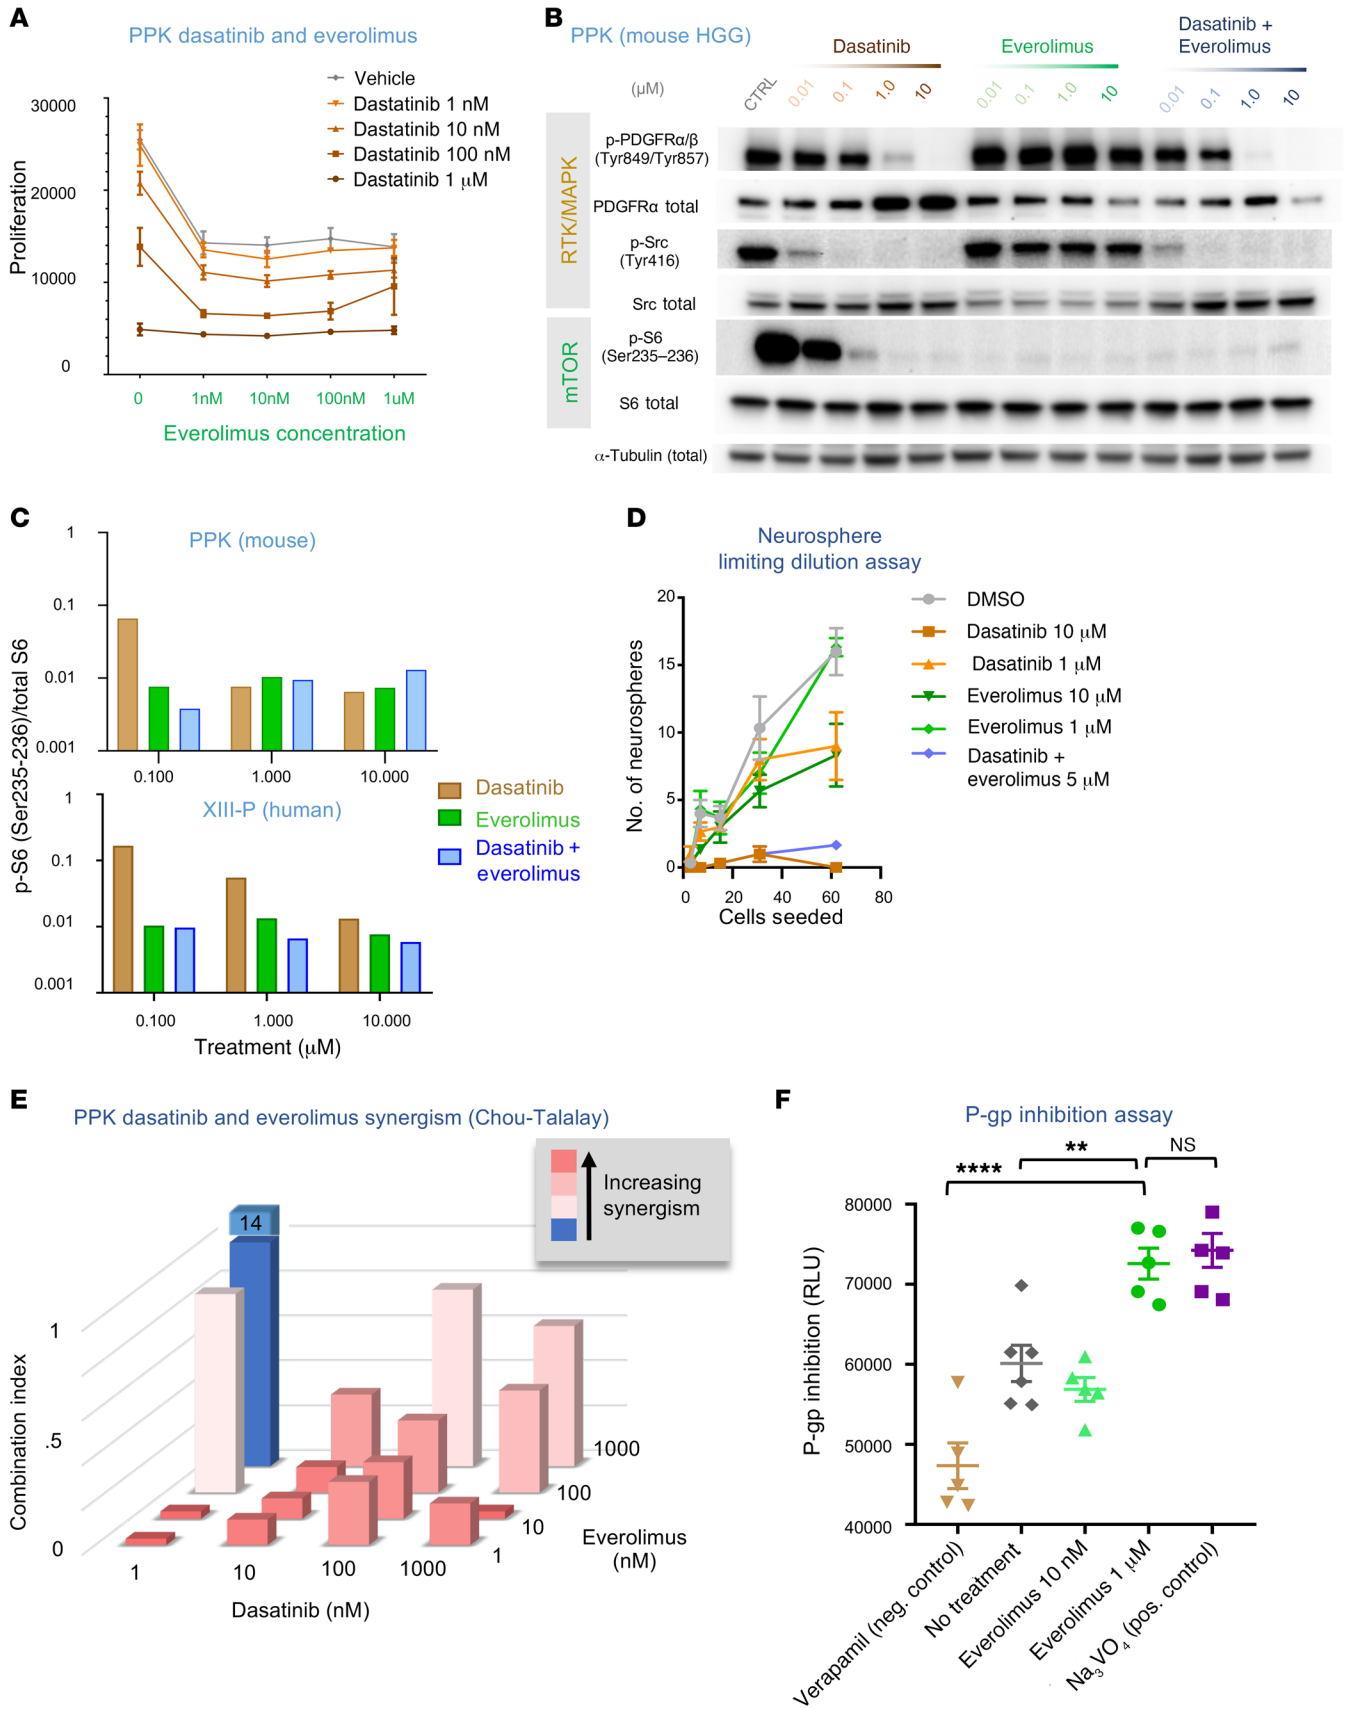 A
PPK dasatinib and everolimus
Vehicle
Dastatinib 1 nM
Dastatinib 10 nM
Dastatinib 100 nM
Dastatinib 1 μM
Proliferation
30000
20000
10000
0
0 1nM 10nM 100nM 1uM
Everolimus concentration
B
PPK (mouse HGG)
Dasatinib
Everolimus
Dasatinib +
Everolimus
(μM)
CTRL 0.01 0.1 1.0 10 0.01 0.1 1.0 10 0.01 0.1 1.0 10
RTK/MAPK
p-PDGFRα/β
(Tyr849/Tyr857)
PDGFRα total
p-Src
(Tyr416)
Src total
mTOR
p-S6
(Ser235–236)
S6 total
α-Tubulin (total)
C
PPK (mouse)
p-S6 (Ser235-236)/total S6
1
0.1
0.01
0.001
0.100 1.000 10.000
XIII-P (human)
1
0.1
0.01
0.001
0.100 1.000 10.000
Treatment (μM)
Dasatinib
Everolimus
Dasatinib +
everolimus
D
Neurosphere
limiting dilution assay
No. of neurospheres
20
15
10
5
0
0 20 40 60 80
Cells seeded
DMSO
Dasatinib 10 μM
Dasatinib 1 μM
Everolimus 10 μM
Everolimus 1 μM
Dasatinib +
everolimus 5 μM
E
PPK dasatinib and everolimus synergism (Chou-Talalay)
Increasing
synergism
14
Combination index
1
.5
0
1 10 100 1000
Dasatinib (nM)
1
10
100
1000
Everolimus
(nM)
F
P-gp inhibition assay
**** ** NS
P-gp inhibition (RLU)
80000
70000
60000
50000
40000
Verapamil (neg. control)
No treatment
Everolimus 10 nM
Everolimus 1 μM
Na3VO4 (pos. control)